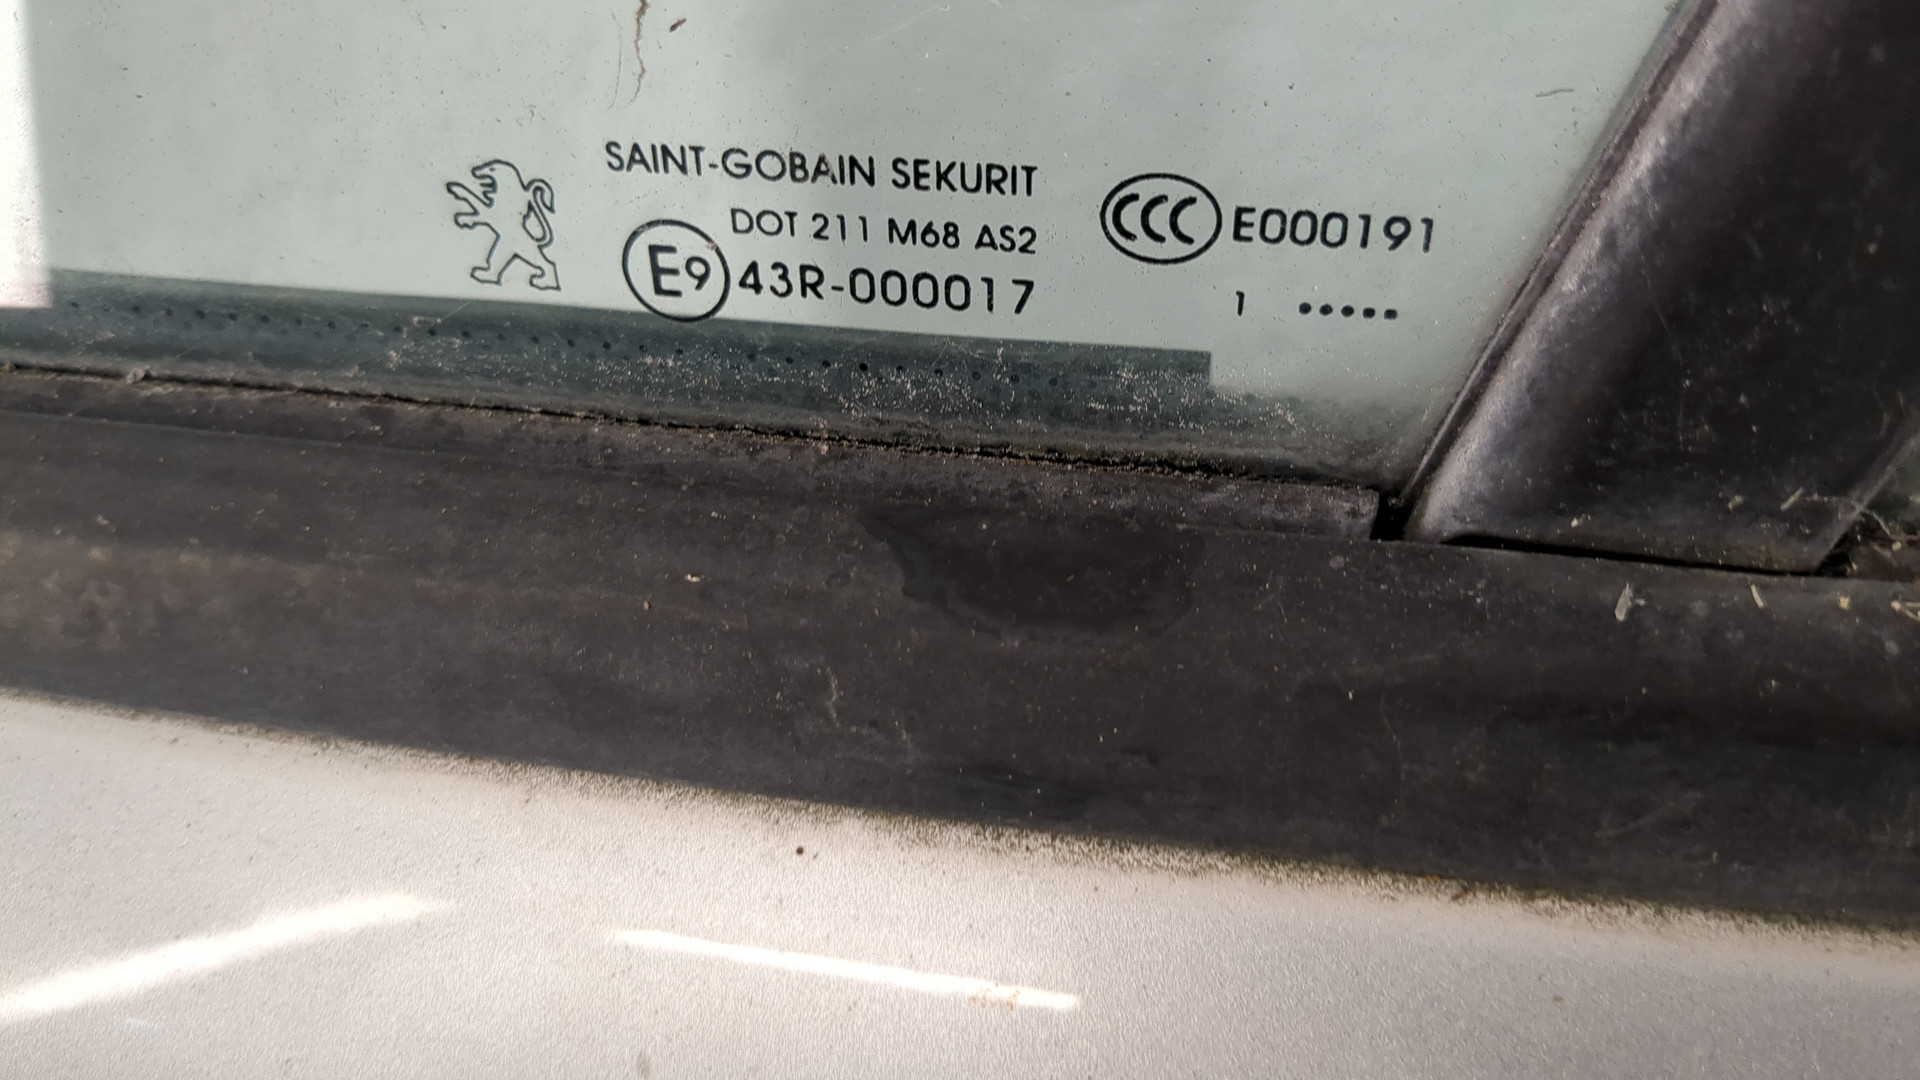 SAINT-GOBAIN SEKURIT
DOT 211 M68 AS2
E9 43R-000017
CCC E000191
1 •••••